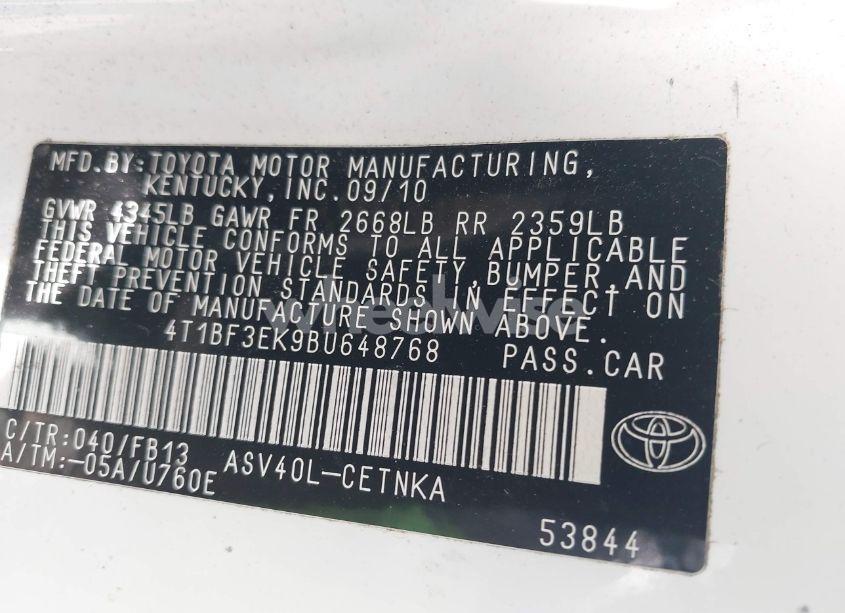 MFD.BY:TOYOTA MOTOR MANUFACTURING,
KENTUCKY,INC.09/10
GVWR 4345LB GAWR FR 2668LB RR 2359LB
THIS VEHICLE CONFORMS TO ALL APPLICABLE
FEDERAL MOTOR VEHICLE SAFETY,BUMPER,AND
THEFT PREVENTION STANDARDS IN EFFECT ON
THE DATE OF MANUFACTURE SHOWN ABOVE.
4T1BF3EK9BU648768 PASS.CAR
C/TR:040/FB13
A/TM:-05A/U760E
ASV40L-CETNKA
53844